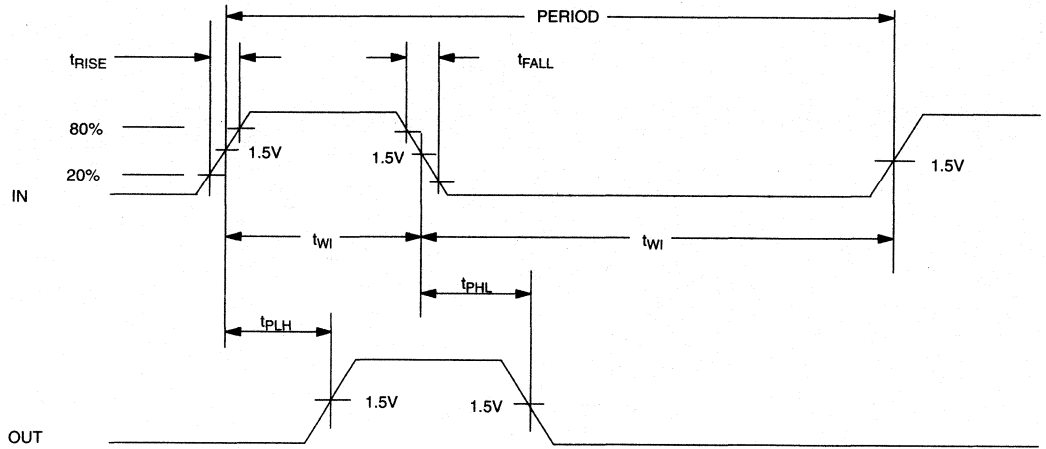 PERIOD
tRISE
tFALL
80%
1.5V
1.5V
20%
1.5V
IN
tWI
tWI
tPHL
tPLH
1.5V
1.5V
OUT